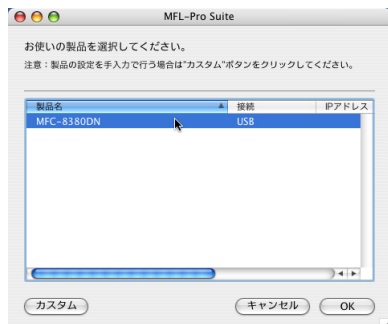 MFL-Pro Suite
お使いの製品を選択してください。
注意：製品の設定を手入力で行う場合は"カスタム"ボタンをクリックしてください。
製品名 接続 IPアドレス
MFC-8380DN USB
カスタム キャンセル OK